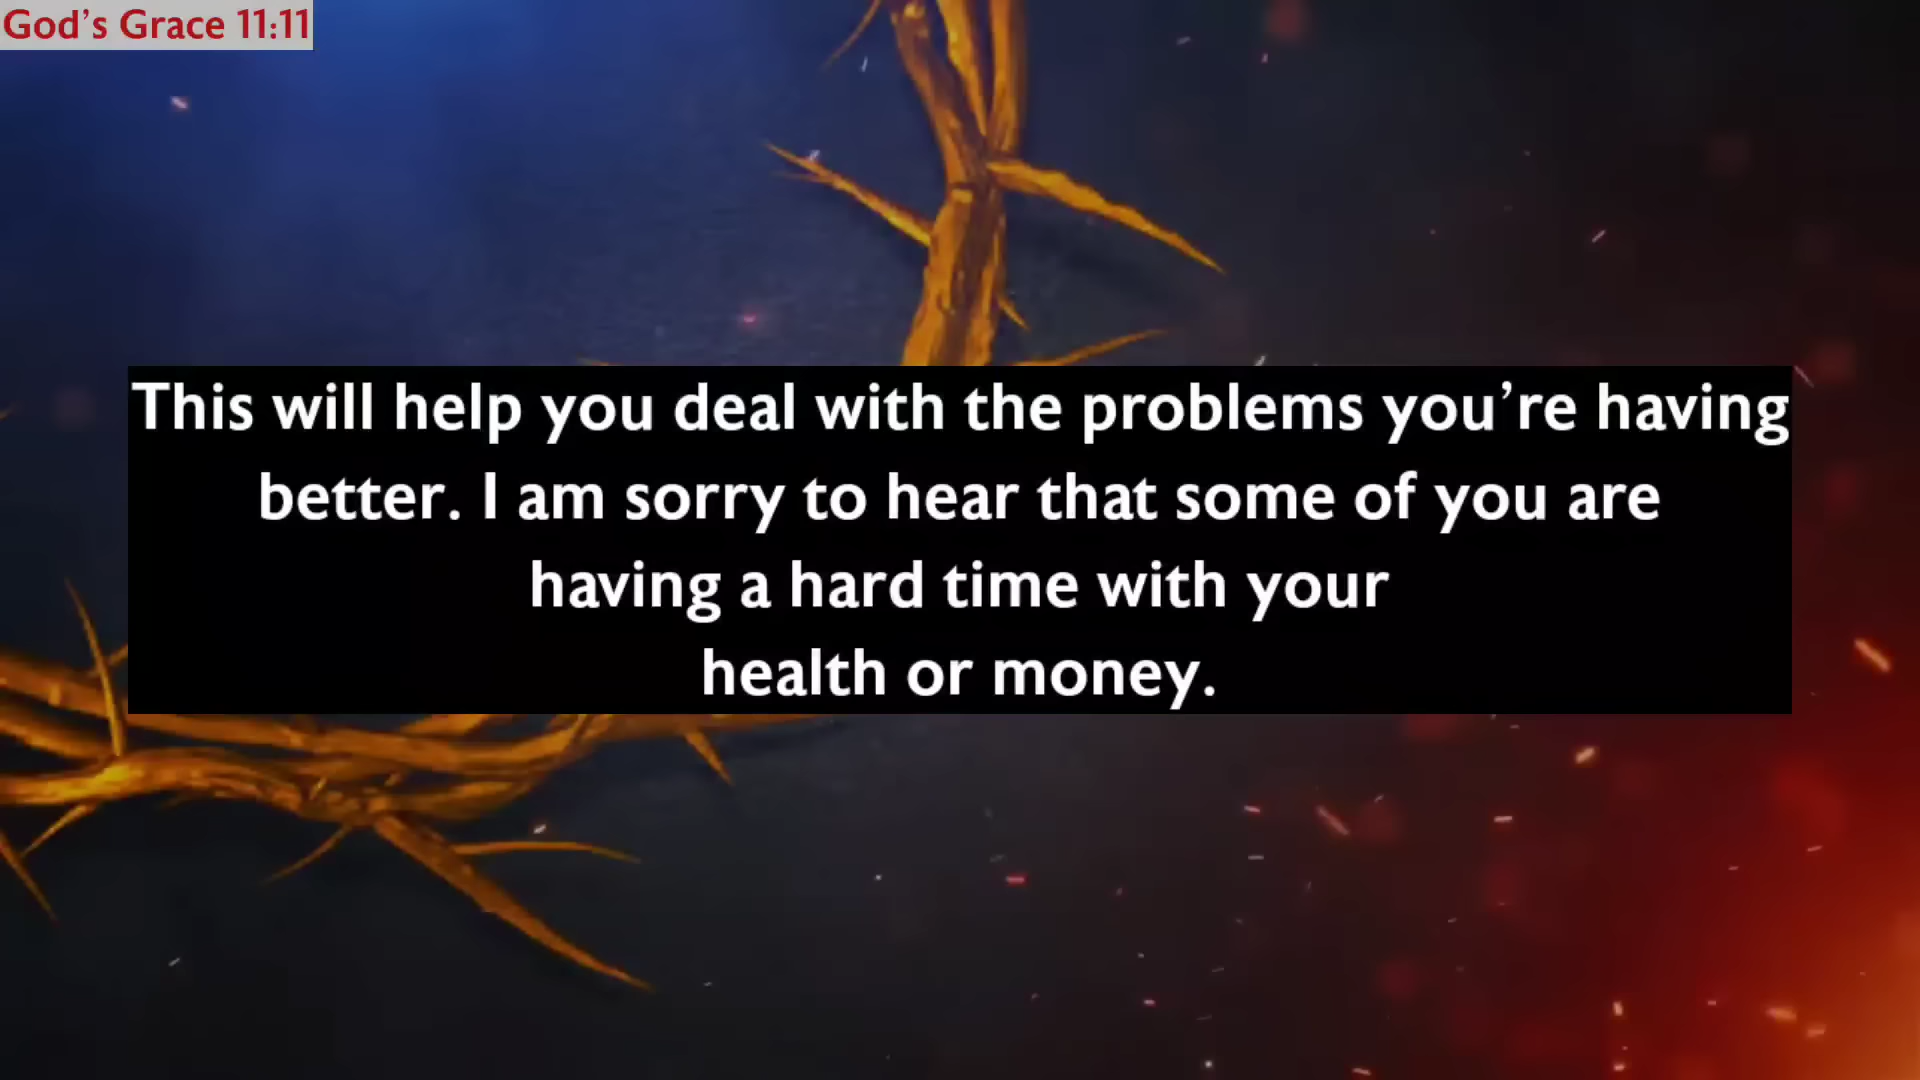 God’s Grace 11:11
This will help you deal with the problems you’re having
better. I am sorry to hear that some of you are
having a hard time with your
health or money.